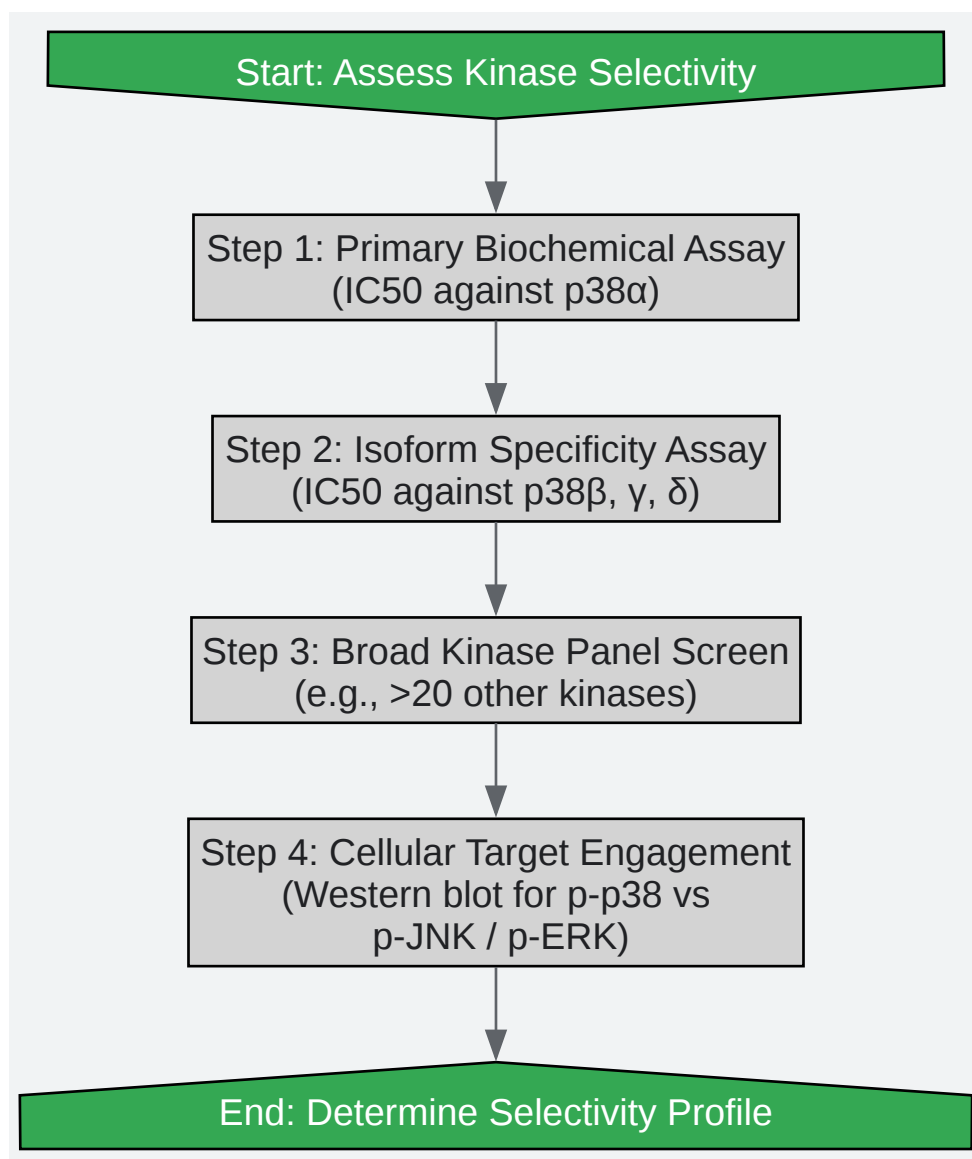 Start: Assess Kinase Selectivity
Step 1: Primary Biochemical Assay
(IC50 against p38α)
Step 2: Isoform Specificity Assay
(IC50 against p38β, γ, δ)
Step 3: Broad Kinase Panel Screen
(e.g., >20 other kinases)
Step 4: Cellular Target Engagement
(Western blot for p-p38 vs
p-JNK / p-ERK)
End: Determine Selectivity Profile